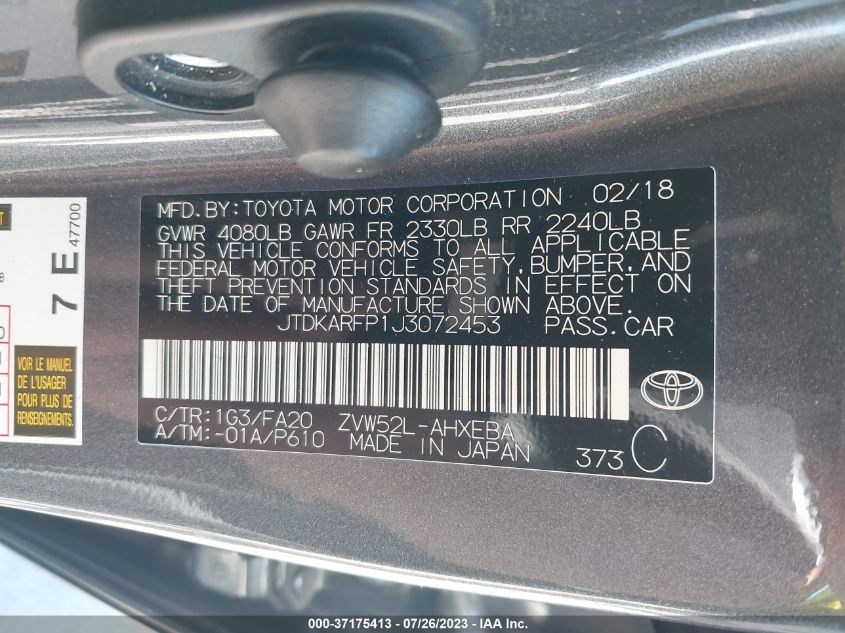 MFD. BY: TOYOTA MOTOR CORPORATION 02/18
GVWR 4080LB GAWR FR 2330LB RR 2240LB
THIS VEHICLE CONFORMS TO ALL APPLICABLE
FEDERAL MOTOR VEHICLE SAFETY, BUMPER, AND
THEFT PREVENTION STANDARDS IN EFFECT ON
THE DATE OF MANUFACTURE SHOWN ABOVE.
JTDKARFP1J3072453 PASS. CAR
C/TR: 1G3/FA20 ZVW52L-AHXEBA
A/TM: -01A/P610 MADE IN JAPAN
373 C
7 E 47700
VOIR LE MANUEL
DE L'USAGER
POUR PLUS DE
RENSEIGNEMENTS
000-37175413 - 07/26/2023 - © IAA Inc.